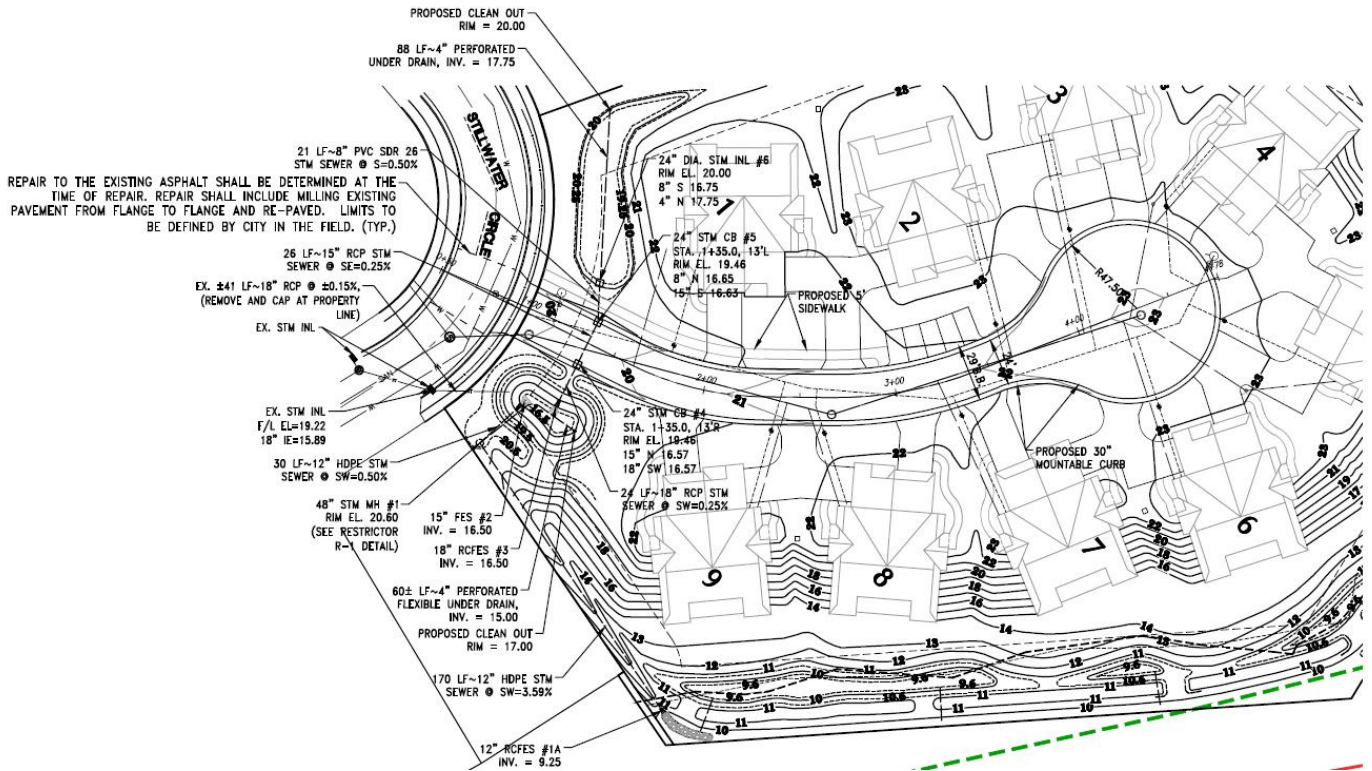 PROPOSED CLEAN OUT
RIM = 20.00
88 LF~4" PERFORATED
UNDER DRAIN, INV. = 17.75
21 LF~8" PVC SDR 26
STM SEWER @ S=0.50%
REPAIR TO THE EXISTING ASPHALT SHALL BE DETERMINED AT THE
TIME OF REPAIR. REPAIR SHALL INCLUDE MILLING EXISTING
PAVEMENT FROM FLANGE TO FLANGE AND RE-PAVED. LIMITS TO
BE DEFINED BY CITY IN THE FIELD. (TYP.)
26 LF~15" RCP STM
SEWER @ SE=0.25%
EX. ±41 LF~18" RCP @ ±0.15%,
(REMOVE AND CAP AT PROPERTY
LINE)
EX. STM INL
EX. STM INL
F/L EL=19.22
18" IE=15.89
30 LF~12" HDPE STM
SEWER @ SW=0.50%
48" STM MH #1
RIM EL. 20.60
(SEE RESTRICTOR
R-1 DETAIL)
15" FES #2
INV. = 16.50
18" RCFES #3
INV. = 16.50
60± LF~4" PERFORATED
FLEXIBLE UNDER DRAIN,
INV. = 15.00
PROPOSED CLEAN OUT
RIM = 17.00
170 LF~12" HDPE STM
SEWER @ SW=3.59%
12" RCFES #1A
INV. = 9.25
STILLWATER
CIRCLE
24" DIA. STM INL #6
RIM EL. 20.00
8" S 16.75
4" N 17.75
24" STM CB #5
STA. 1+35.0, 13'L
RIM EL. 19.46
8" N 16.65
15" S 16.63
PROPOSED 5'
SIDEWALK
24" STM CB #4
STA. 1+35.0, 13'R
RIM EL. 19.46
15" N 16.57
18" SW 16.57
24 LF~18" RCP STM
SEWER @ SW=0.25%
PROPOSED 30"
MOUNTABLE CURB
R47.50'
29'B.B.
24'
2+00
3+00
4+00
1
2
3
4
6
7
8
9